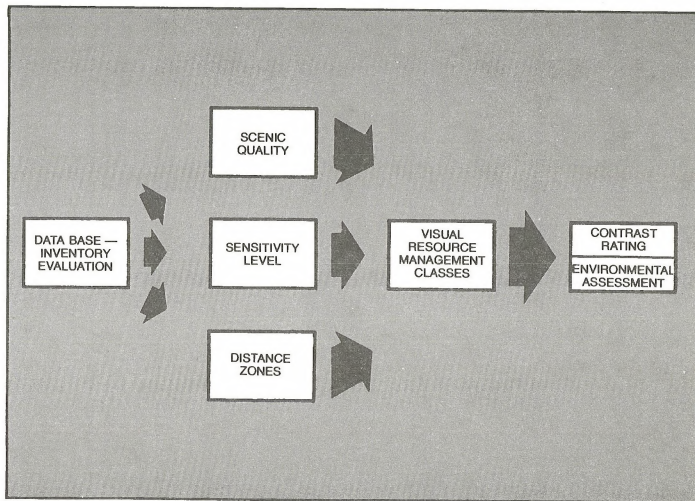 SCENIC
QUALITY
DATA BASE —
INVENTORY
EVALUATION
SENSITIVITY
LEVEL
VISUAL
RESOURCE
MANAGEMENT
CLASSES
CONTRAST
RATING
ENVIRONMENTAL
ASSESSMENT
DISTANCE
ZONES